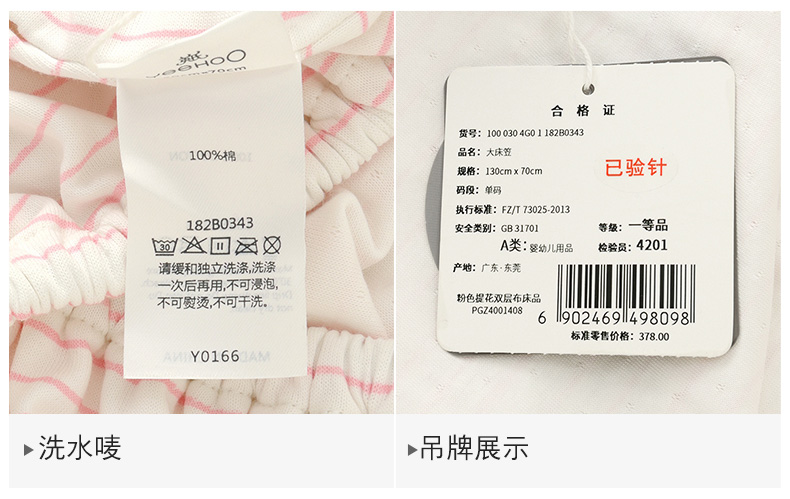 YeeHoO
100%棉
182B0343
30
请缓和独立洗涤,洗涤
一次后再用,不可浸泡,
不可熨烫,不可干洗。
Y0166
合格证
货号: 100 030 4G0 1 182B0343
品名: 大床笠
规格: 130cm x 70cm
已验针
码段: 单码
执行标准: FZ/T 73025-2013
安全类别: GB 31701
等级: 一等品
A类: 婴幼儿用品
检验员: 4201
产地: 广东·东莞
粉色提花双层布床品
PGZ4001408
6 902469 498098
标准零售价格: 378.00
洗水唛
吊牌展示